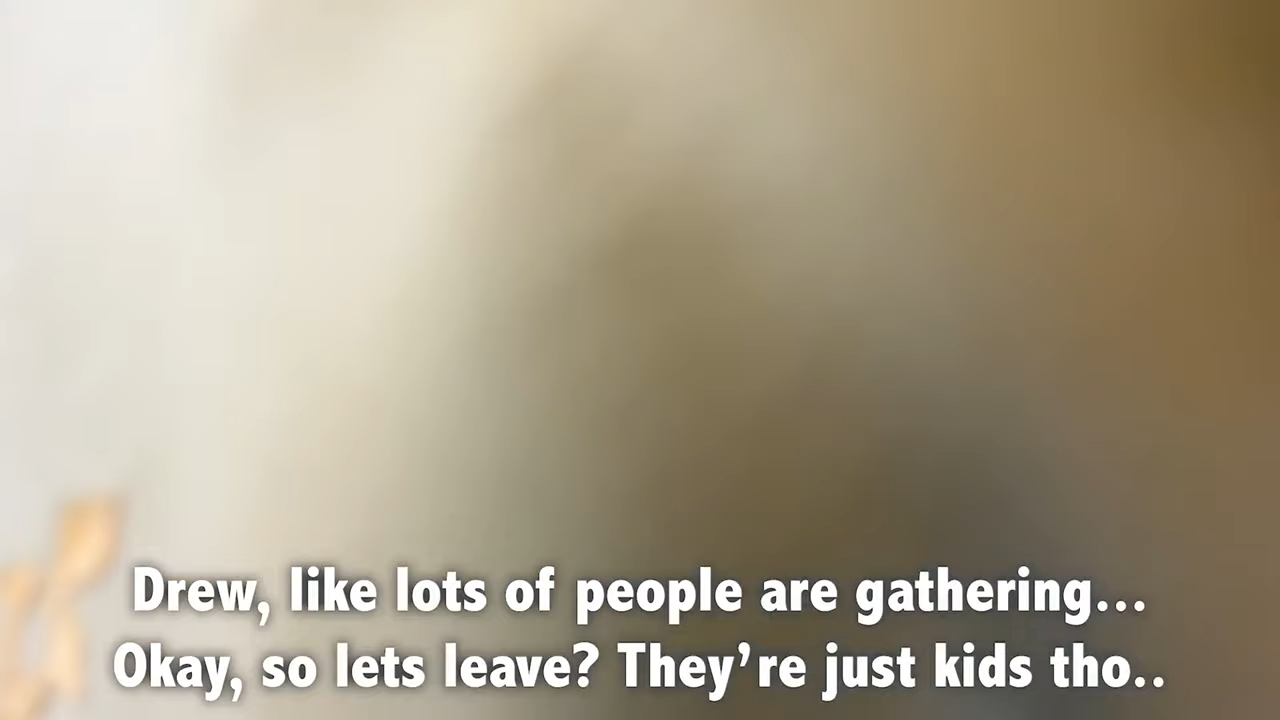 Drew, like lots of people are gathering...
Okay, so lets leave? They’re just kids tho..